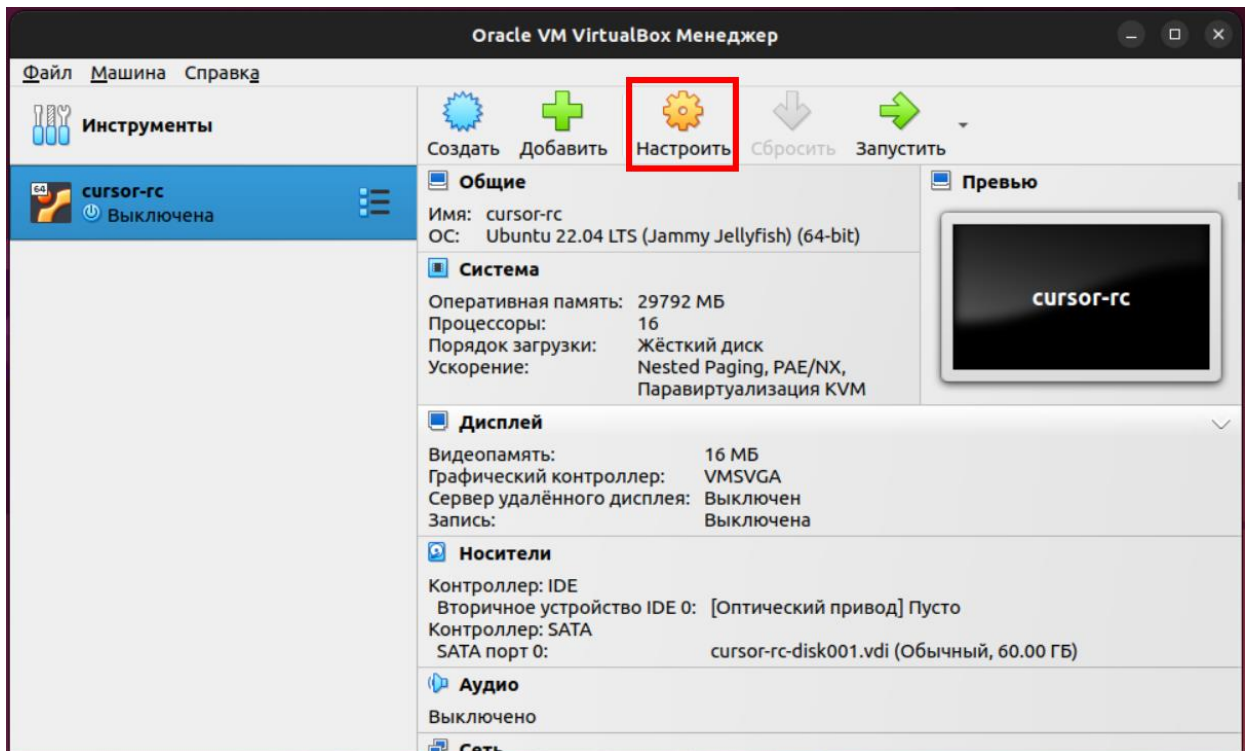 Oracle VM VirtualBox Менеджер
Файл Машина Справка
Инструменты
Создать Добавить Настроить Сбросить Запустить
64
cursor-rc
Выключена
Общие
Имя: cursor-rc
ОС: Ubuntu 22.04 LTS (Jammy Jellyfish) (64-bit)
Превью
cursor-rc
Система
Оперативная память: 29792 МБ
Процессоры: 16
Порядок загрузки: Жёсткий диск
Ускорение: Nested Paging, PAE/NX,
Паравиртуализация KVM
Дисплей
Видеопамять: 16 МБ
Графический контроллер: VMSVGA
Сервер удалённого дисплея: Выключен
Запись: Выключена
Носители
Контроллер: IDE
Вторичное устройство IDE 0: [Оптический привод] Пусто
Контроллер: SATA
SATA порт 0: cursor-rc-disk001.vdi (Обычный, 60.00 ГБ)
Аудио
Выключено
Сеть